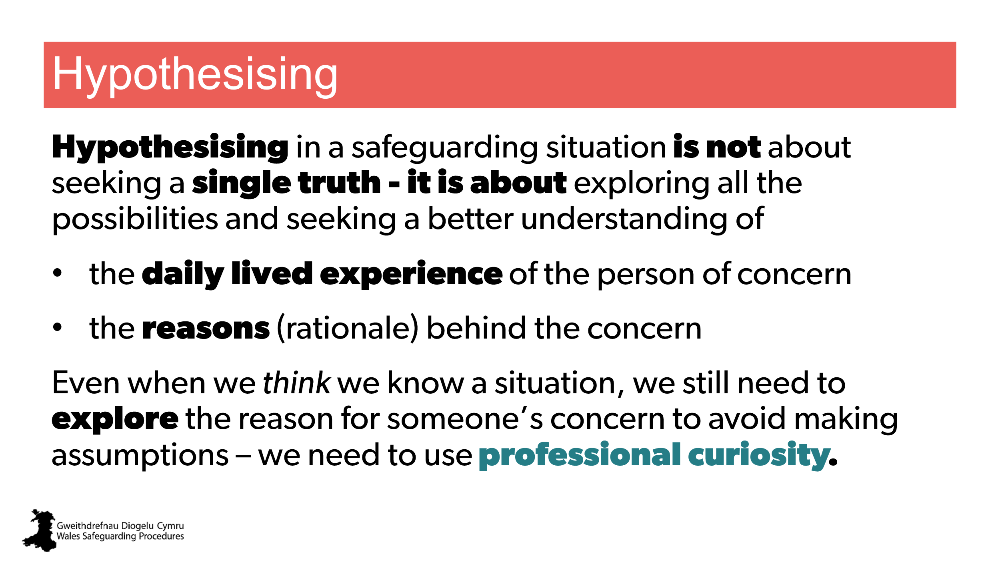 Hypothesising
Hypothesising in a safeguarding situation is not about
seeking a single truth - it is about exploring all the
possibilities and seeking a better understanding of
• the daily lived experience of the person of concern
• the reasons (rationale) behind the concern
Even when we think we know a situation, we still need to
explore the reason for someone’s concern to avoid making
assumptions – we need to use professional curiosity.
Gweithdrefnau Diogelu Cymru
Wales Safeguarding Procedures